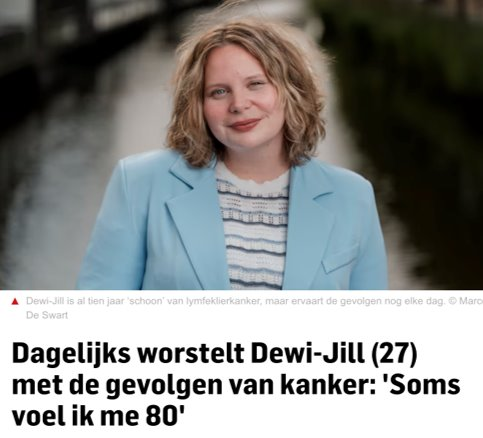 Dewi-Jill is al tien jaar ‘schoon’ van lymfeklierkanker, maar ervaart de gevolgen nog elke dag. © Marco
De Swart
Dagelijks worstelt Dewi-Jill (27)
met de gevolgen van kanker: 'Soms
voel ik me 80'